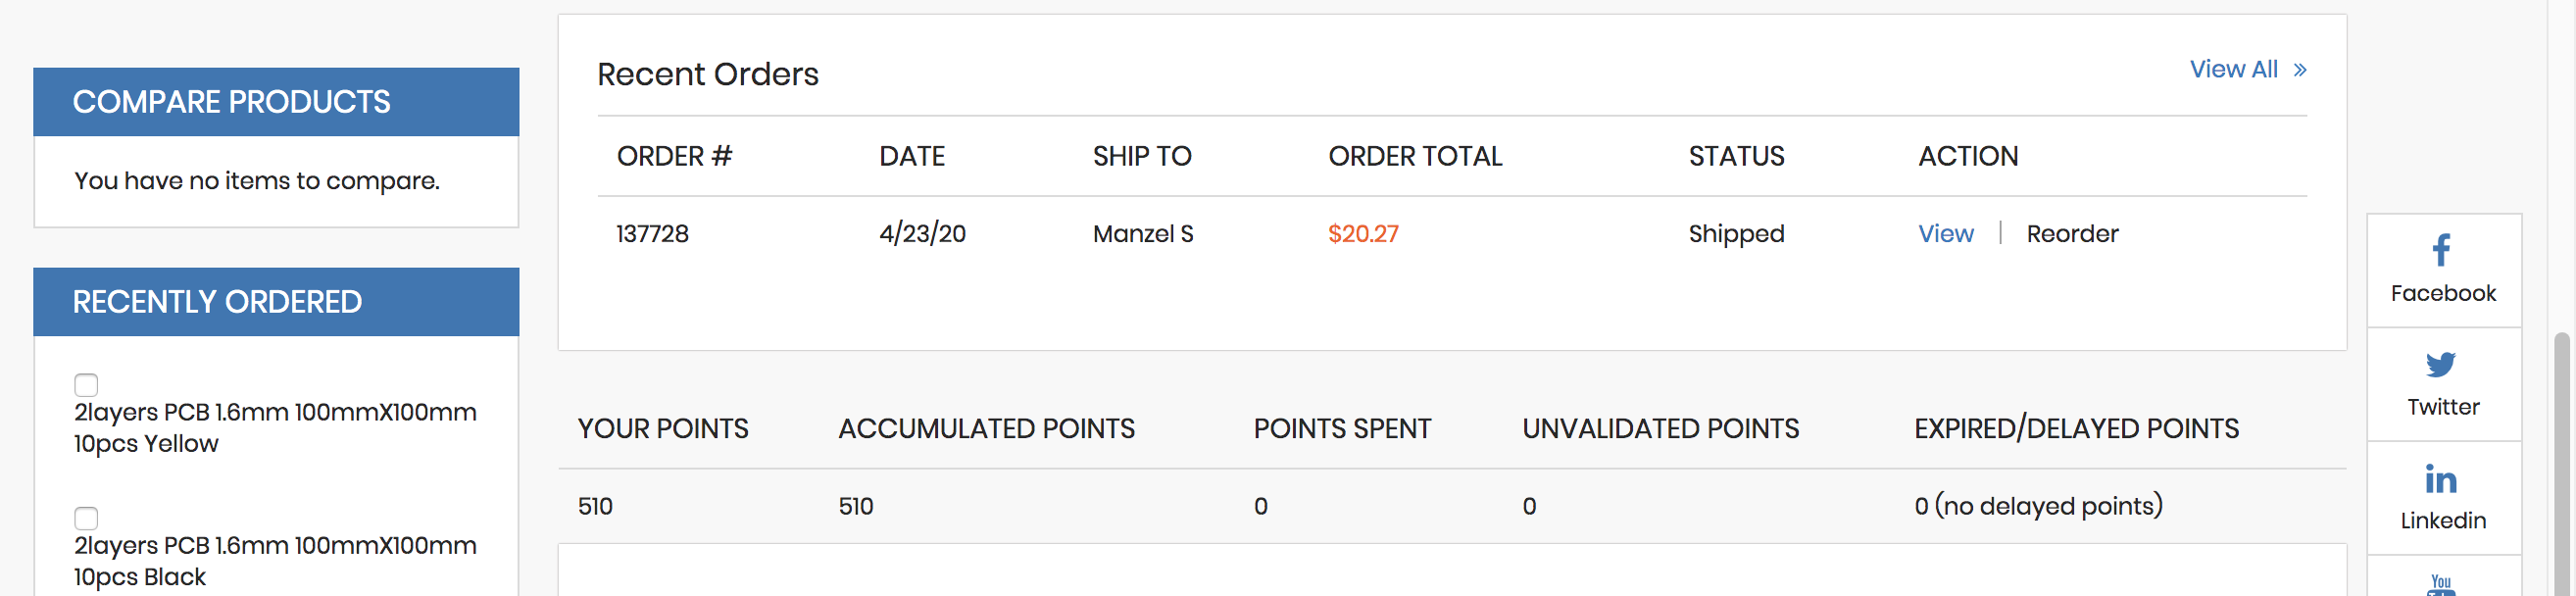 COMPARE PRODUCTS
You have no items to compare.
RECENTLY ORDERED
2layers PCB 1.6mm 100mmX100mm
10pcs Yellow
2layers PCB 1.6mm 100mmX100mm
10pcs Black
Recent Orders
View All »
ORDER # DATE SHIP TO ORDER TOTAL STATUS ACTION
137728 4/23/20 Manzel S $20.27 Shipped View | Reorder
YOUR POINTS ACCUMULATED POINTS POINTS SPENT UNVALIDATED POINTS EXPIRED/DELAYED POINTS
510 510 0 0 0 (no delayed points)
Facebook
Twitter
in
Linkedin
You